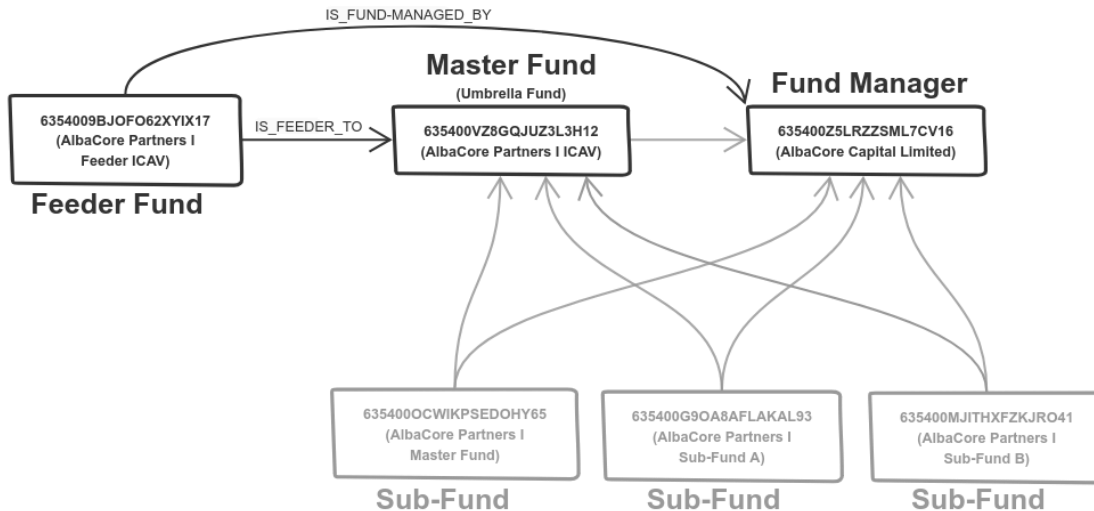 IS_FUND-MANAGED_BY
Master Fund
(Umbrella Fund)
Fund Manager
6354009BJOFO62XYIX17
(AlbaCore Partners I
Feeder ICAV)
IS_FEEDER_TO
635400VZ8GQJUZ3L3H12
(AlbaCore Partners I ICAV)
635400Z5LRZZSML7CV16
(AlbaCore Capital Limited)
Feeder Fund
635400OCWIKPSEDOHY65
(AlbaCore Partners I
Master Fund)
635400G9OA8AFLAKAL93
(AlbaCore Partners I
Sub-Fund A)
635400MJITHXFZKJRO41
(AlbaCore Partners I
Sub-Fund B)
Sub-Fund
Sub-Fund
Sub-Fund